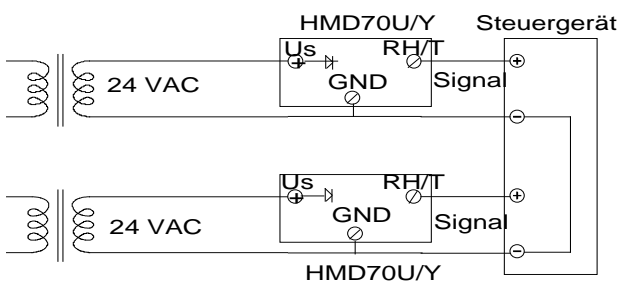 HMD70U/Y Steuergerät
Us RH/T
24 VAC GND Signal
Us RH/T
24 VAC GND Signal
HMD70U/Y